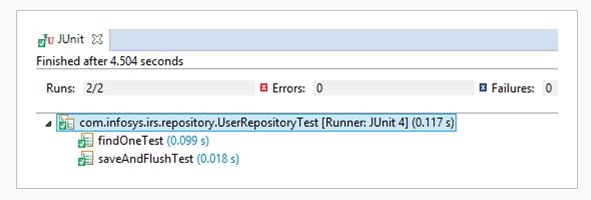 JUnit
Finished after 4.504 seconds
Runs: 2/2 Errors: 0 Failures: 0
com.infosys.irs.repository.UserRepositoryTest [Runner: JUnit 4] (0.117 s)
findOneTest (0.099 s)
saveAndFlushTest (0.018 s)